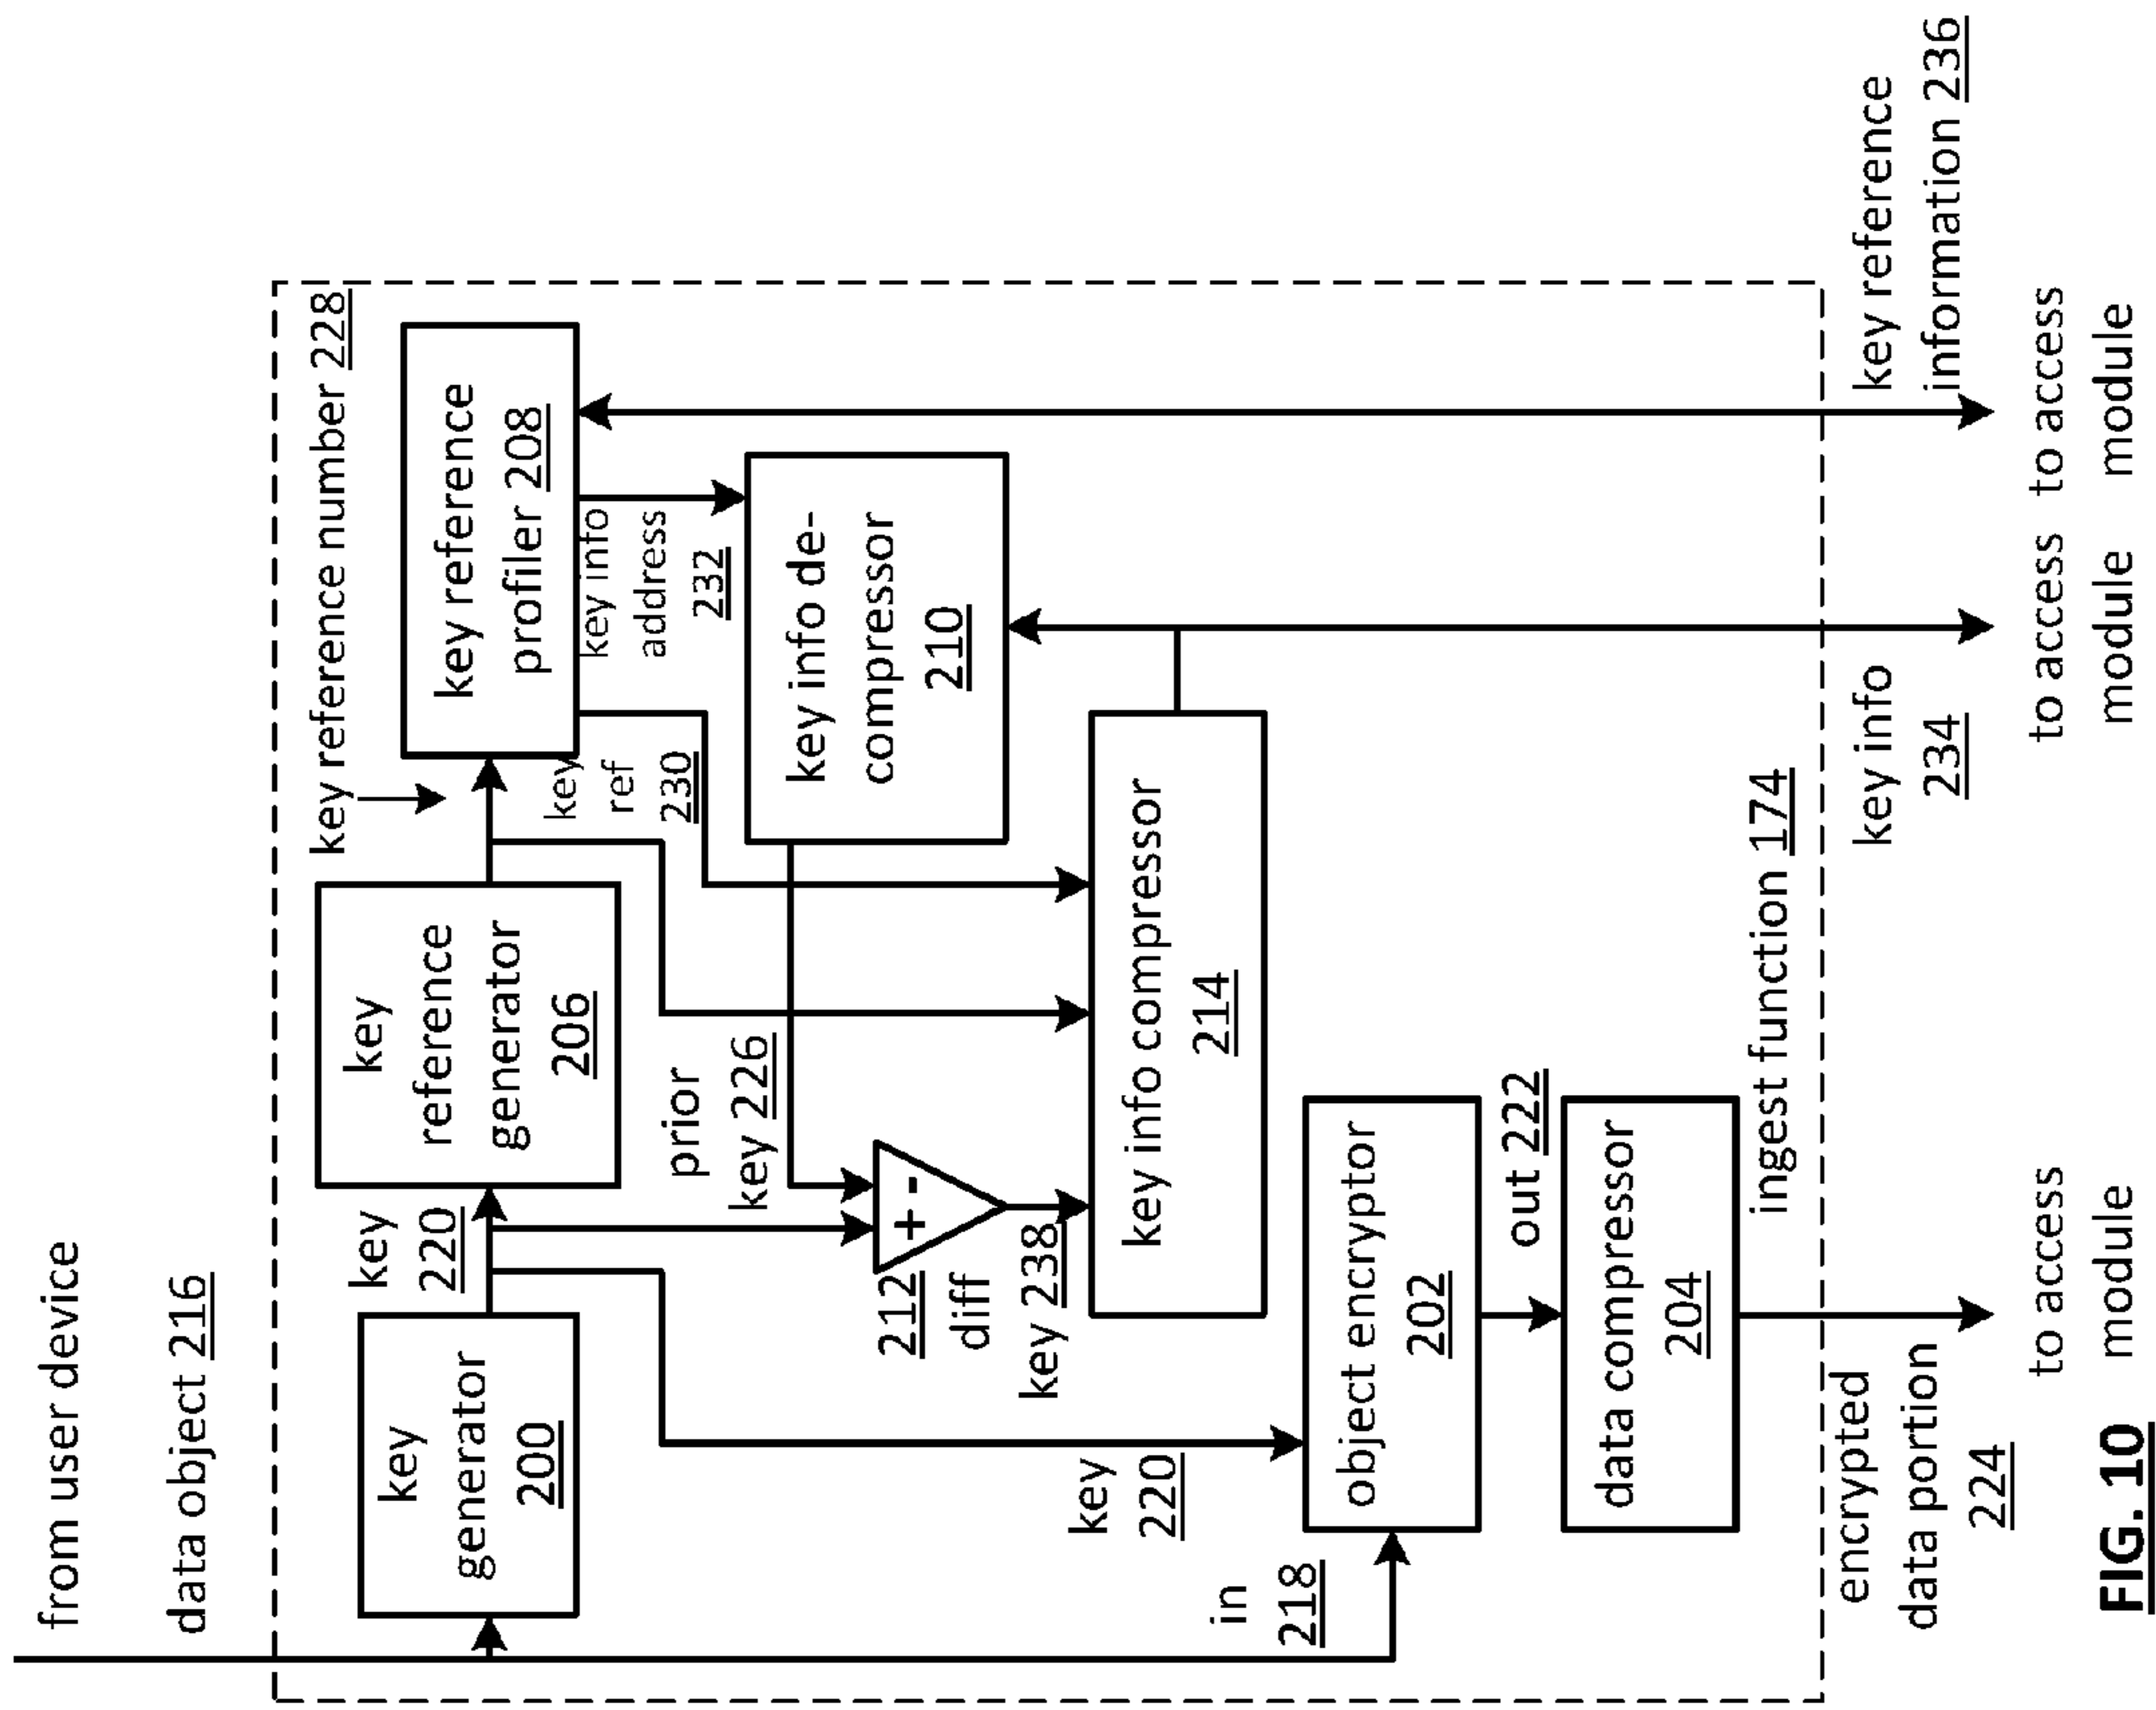 from user device
data object 216
key
generator
200
key
220
key
reference
generator
206
key reference number 228
key reference
profiler 208
key
ref
230
key info
address
232
key info de-
compressor
210
prior
key 226
+ -
212
diff
key 238
key info compressor
214
key
220
in
218
object encryptor
202
out 222
data compressor
204
ingest function 174
encrypted
data portion
224
to access
module
key info
234
to access
module
key reference
information 236
to access
module
FIG. 10